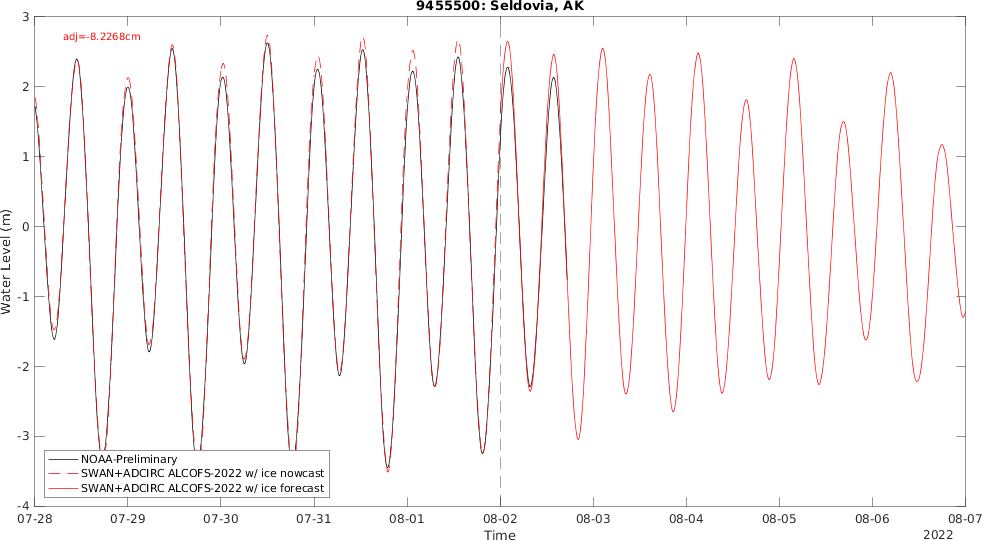 9455500: Seldovia, AK
adj=-8.2268cm
3
2
1
0
-1
-2
-3
-4
Water Level (m)
NOAA-Preliminary
SWAN+ADCIRC ALCOFS-2022 w/ ice nowcast
SWAN+ADCIRC ALCOFS-2022 w/ ice forecast
07-28 07-29 07-30 07-31 08-01 08-02 08-03 08-04 08-05 08-06 08-07
Time
2022